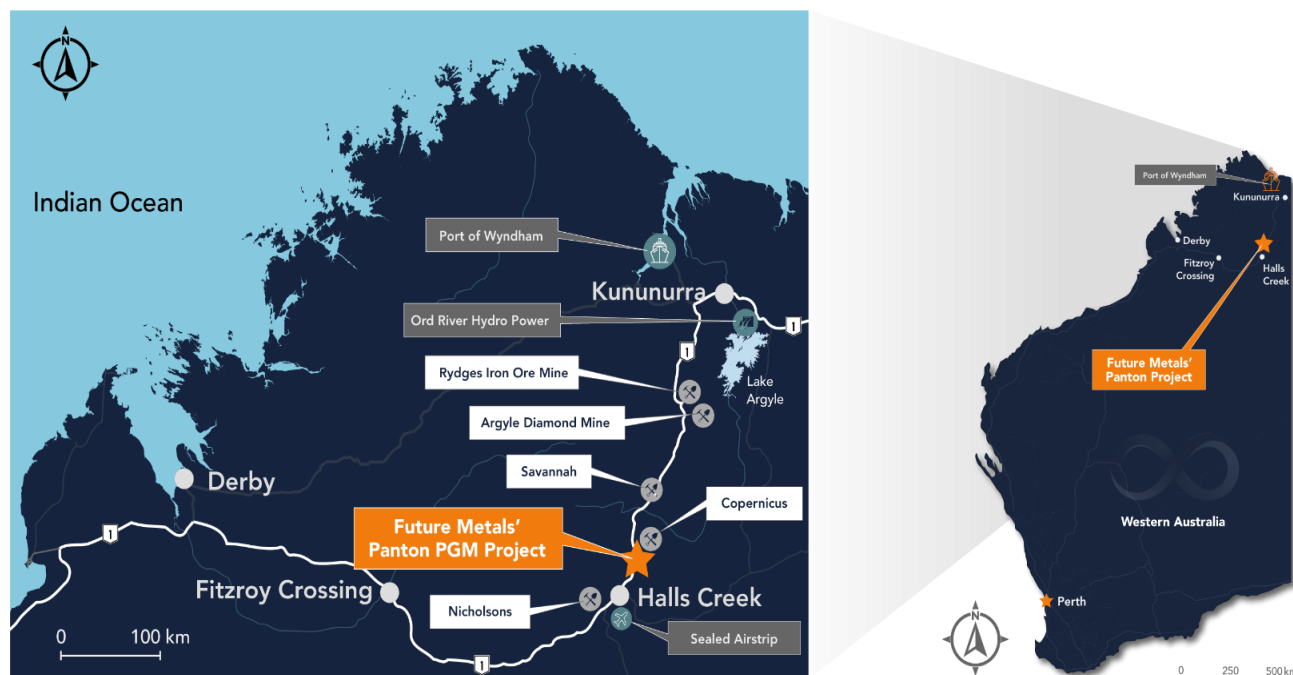 N
Indian Ocean
Port of Wyndham
Kununurra
Ord River Hydro Power
1
1
Rydges Iron Ore Mine
Lake
Argyle
Argyle Diamond Mine
Savannah
Derby
Copernicus
1
Future Metals'
Panton PGM Project
Fitzroy Crossing
Nicholsons
Halls Creek
Sealed Airstrip
0
100 km
1
Port of Wyndham
Kununurra
Derby
Fitzroy
Crossing
Halls
Creek
Future Metals'
Panton Project
Western Australia
Perth
N
0
250
500 km